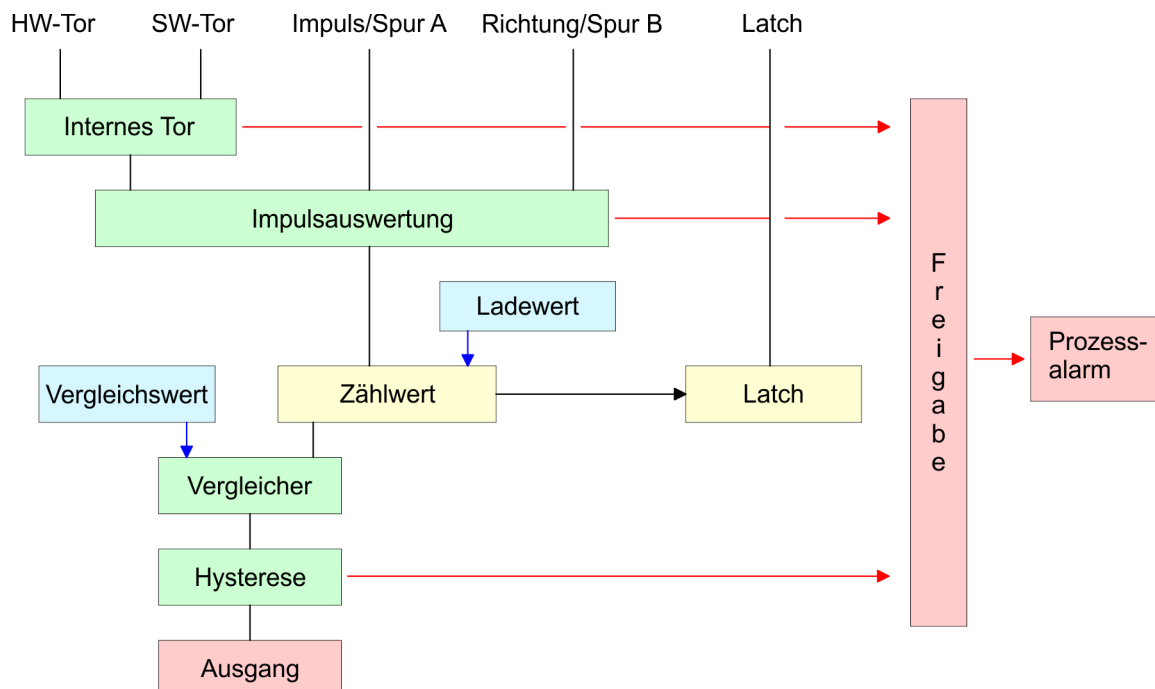 HW-Tor SW-Tor Impuls/Spur A Richtung/Spur B Latch
Internes Tor
Impulsauswertung
Ladewert
Vergleichswert Zählwert Latch
Vergleicher
Hysterese
Ausgang
Freigabe
Prozess-
alarm